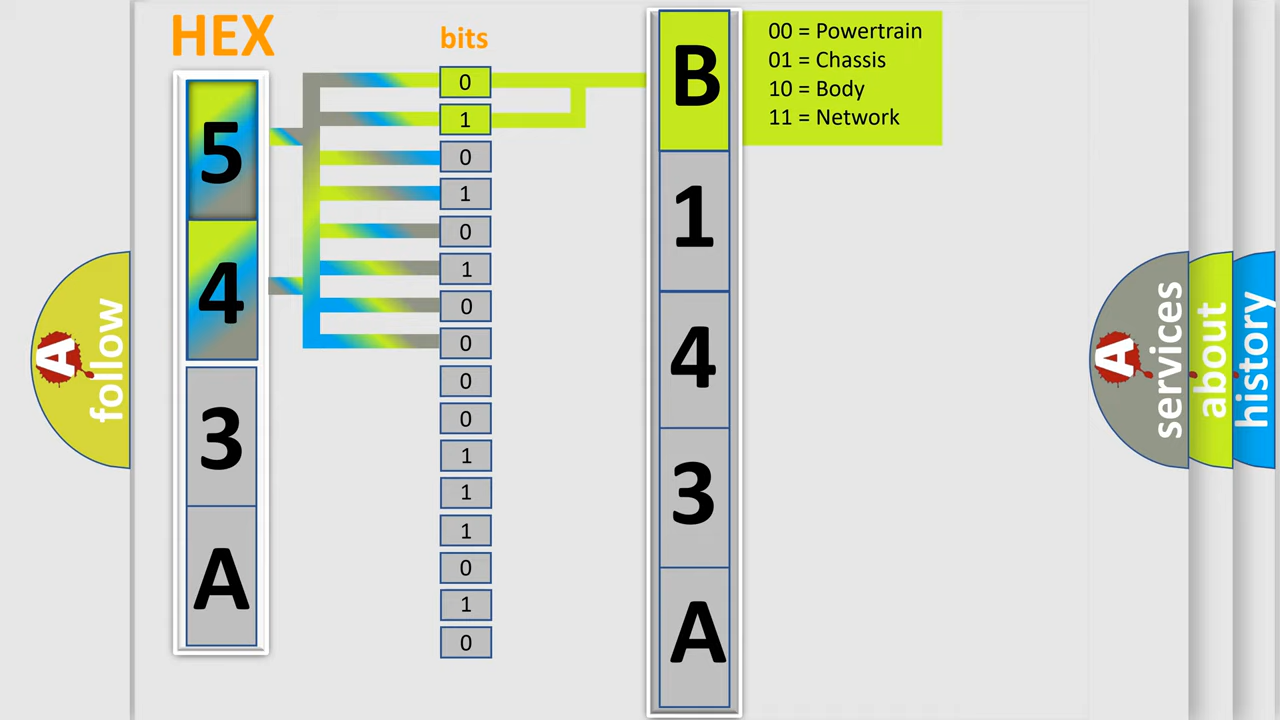 HEX
bits
5
4
3
A
0
1
0
1
0
1
0
0
0
0
1
1
1
0
1
0
B
1
4
3
A
00 = Powertrain
01 = Chassis
10 = Body
11 = Network
A
follow
A
services
about
history